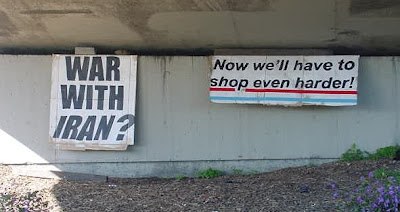 WAR
WITH
IRAN?
Now we'll have to
shop even harder!